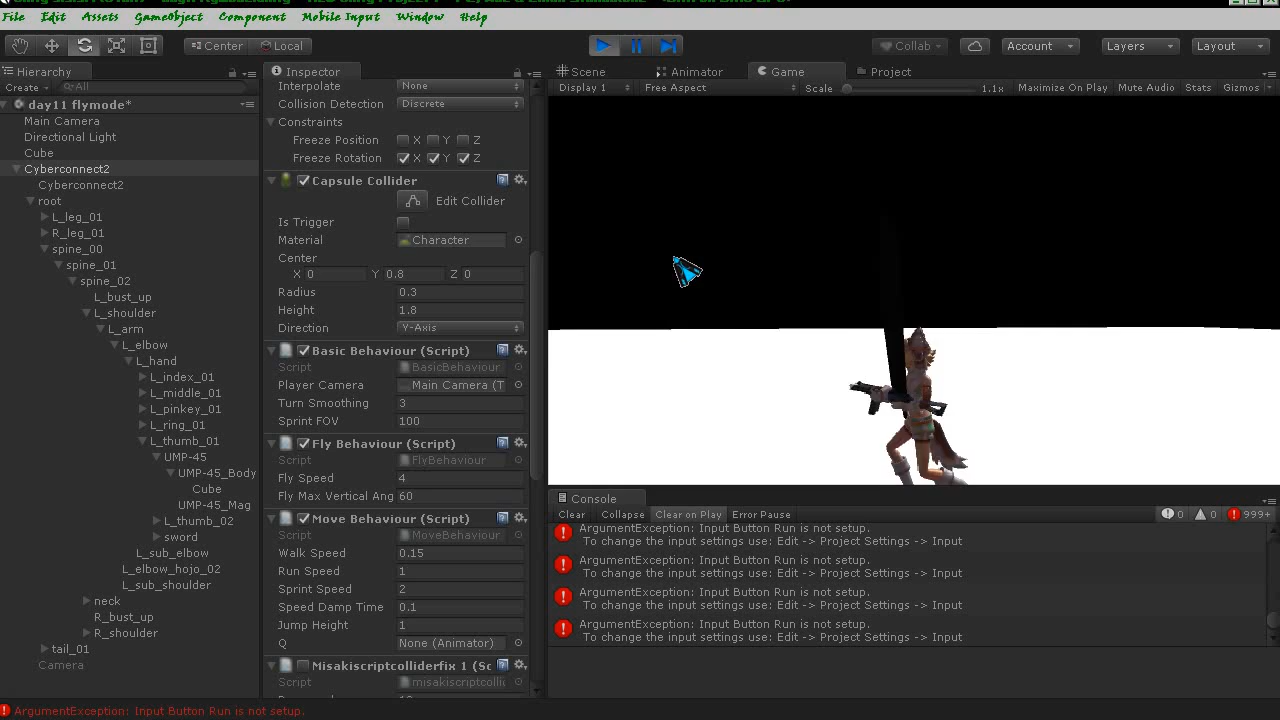 File Edit Assets GameObject Component Mobile Input Window Help
Center Local Collab Account Layers Layout
Hierarchy Inspector Scene Animator Game Project
Create All
Display 1 Free Aspect Scale 1.1x Maximize On Play Mute Audio Stats Gizmos
day11 flymode*
Main Camera
Directional Light
Cube
Cyberconnect2
Cyberconnect2
root
L_leg_01
R_leg_01
spine_00
spine_01
spine_02
L_bust_up
L_shoulder
L_arm
L_elbow
L_hand
L_index_01
L_middle_01
L_pinkey_01
L_ring_01
L_thumb_01
UMP-45
UMP-45_Body
Cube
UMP-45_Mag
L_thumb_02
sword
L_sub_elbow
L_elbow_hojo_02
L_sub_shoulder
neck
R_bust_up
R_shoulder
tail_01
Camera
Interpolate None
Collision Detection Discrete
Constraints
Freeze Position X Y Z
Freeze Rotation X Y Z
Capsule Collider
Edit Collider
Is Trigger
Material Character
Center
X 0 Y 0.8 Z 0
Radius 0.3
Height 1.8
Direction Y-Axis
Basic Behaviour (Script)
Script BasicBehaviour
Player Camera Main Camera (T
Turn Smoothing 3
Sprint FOV 100
Fly Behaviour (Script)
Script FlyBehaviour
Fly Speed 4
Fly Max Vertical Ang 60
Move Behaviour (Script)
Script MoveBehaviour
Walk Speed 0.15
Run Speed 1
Sprint Speed 2
Speed Damp Time 0.1
Jump Height 1
Q None (Animator)
Misakiscriptcolliderfix 1 (Sc
Script misakiscriptcollid
Console
Clear Collapse Clear on Play Error Pause 0 0 999+
ArgumentException: Input Button Run is not setup.
To change the input settings use: Edit -> Project Settings -> Input
ArgumentException: Input Button Run is not setup.
To change the input settings use: Edit -> Project Settings -> Input
ArgumentException: Input Button Run is not setup.
To change the input settings use: Edit -> Project Settings -> Input
ArgumentException: Input Button Run is not setup.
To change the input settings use: Edit -> Project Settings -> Input
ArgumentException: Input Button Run is not setup.